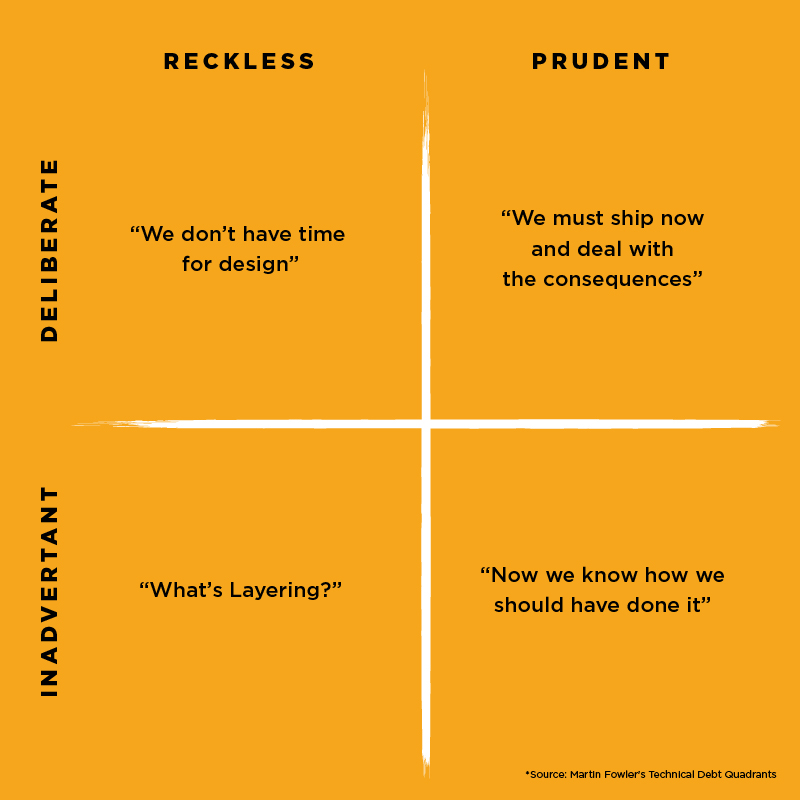 RECKLESS
PRUDENT
DELIBERATE
“We don’t have time
for design”
“We must ship now
and deal with
the consequences”
INADVERTANT
“What’s Layering?”
“Now we know how we
should have done it”
*Source: Martin Fowler's Technical Debt Quadrants